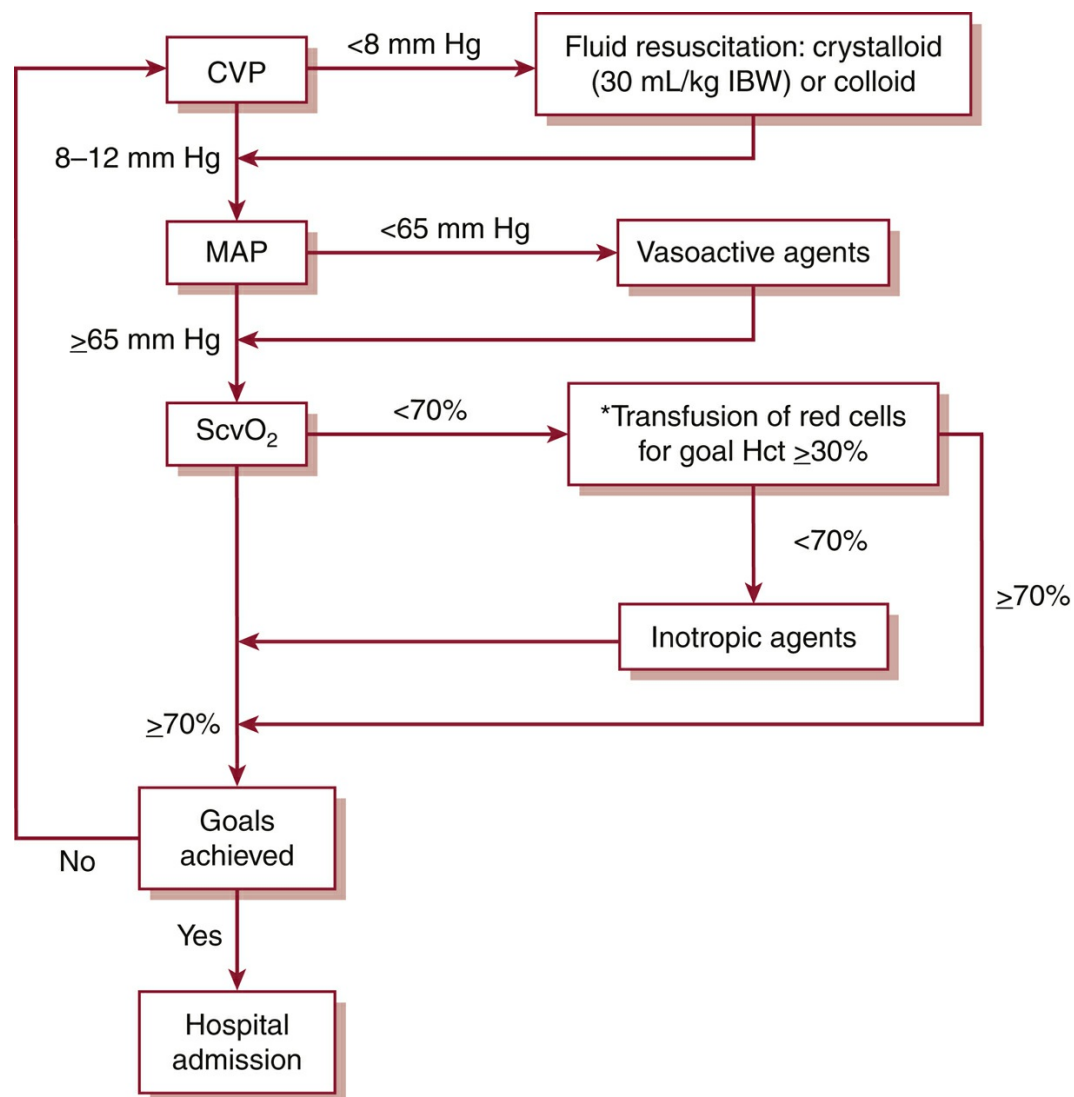 CVP
<8 mm Hg
Fluid resuscitation: crystalloid
(30 mL/kg IBW) or colloid
8–12 mm Hg
MAP
<65 mm Hg
Vasoactive agents
≥65 mm Hg
ScvO₂
<70%
*Transfusion of red cells
for goal Hct ≥30%
<70%
≥70%
Inotropic agents
≥70%
Goals
achieved
No
Yes
Hospital
admission